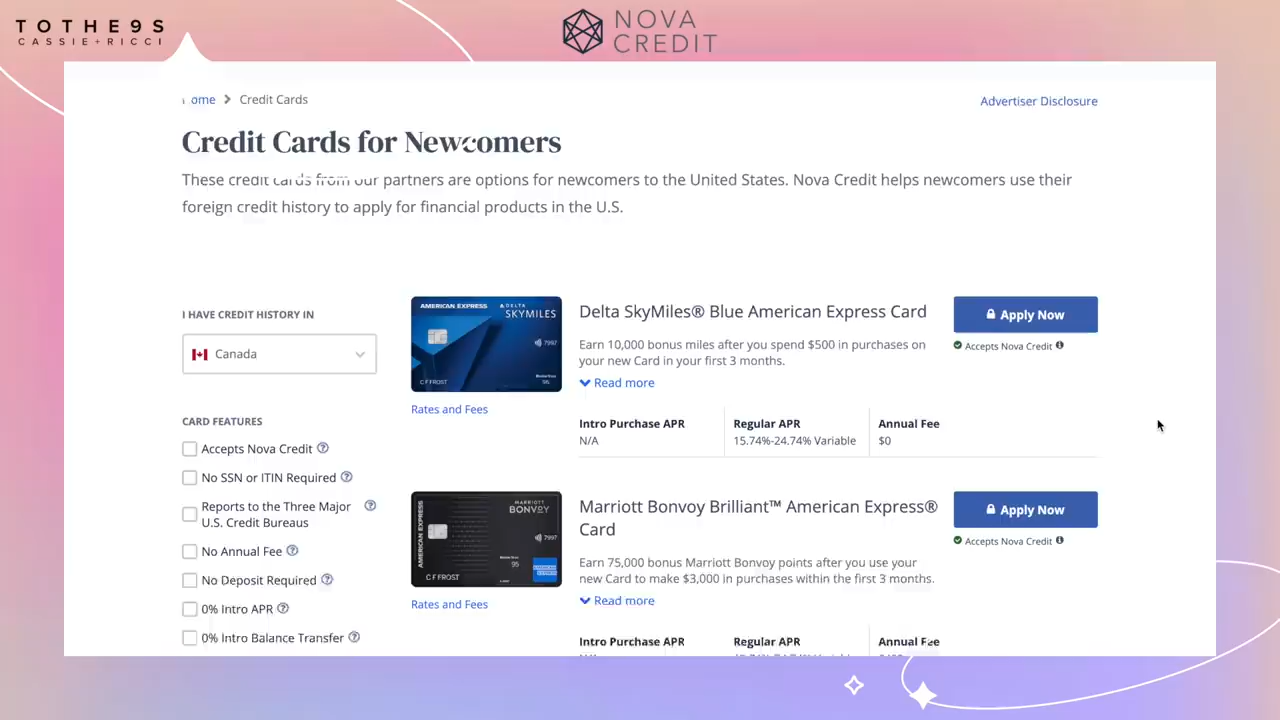 TOTHE9S
CASSIE+RICCI
NOVA
CREDIT
ome > Credit Cards
Advertiser Disclosure
Credit Cards for Newcomers
These credit cards from our partners are options for newcomers to the United States. Nova Credit helps newcomers use their
foreign credit history to apply for financial products in the U.S.
I HAVE CREDIT HISTORY IN
Canada
CARD FEATURES
Accepts Nova Credit
No SSN or ITIN Required
Reports to the Three Major
U.S. Credit Bureaus
No Annual Fee
No Deposit Required
0% Intro APR
0% Intro Balance Transfer
AMERICAN EXPRESS
DELTA
SKYMILES
7997
95
C F FROST
Rates and Fees
Delta SkyMiles® Blue American Express Card
Earn 10,000 bonus miles after you spend $500 in purchases on
your new Card in your first 3 months.
Read more
Intro Purchase APR
N/A
Regular APR
15.74%-24.74% Variable
Annual Fee
$0
Apply Now
Accepts Nova Credit
AMERICAN EXPRESS
MARRIOTT
BONVOY
7997
95
C F FROST
Rates and Fees
Marriott Bonvoy Brilliant™ American Express®
Card
Earn 75,000 bonus Marriott Bonvoy points after you use your
new Card to make $3,000 in purchases within the first 3 months.
Read more
Intro Purchase APR
Regular APR
Annual Fee
Apply Now
Accepts Nova Credit